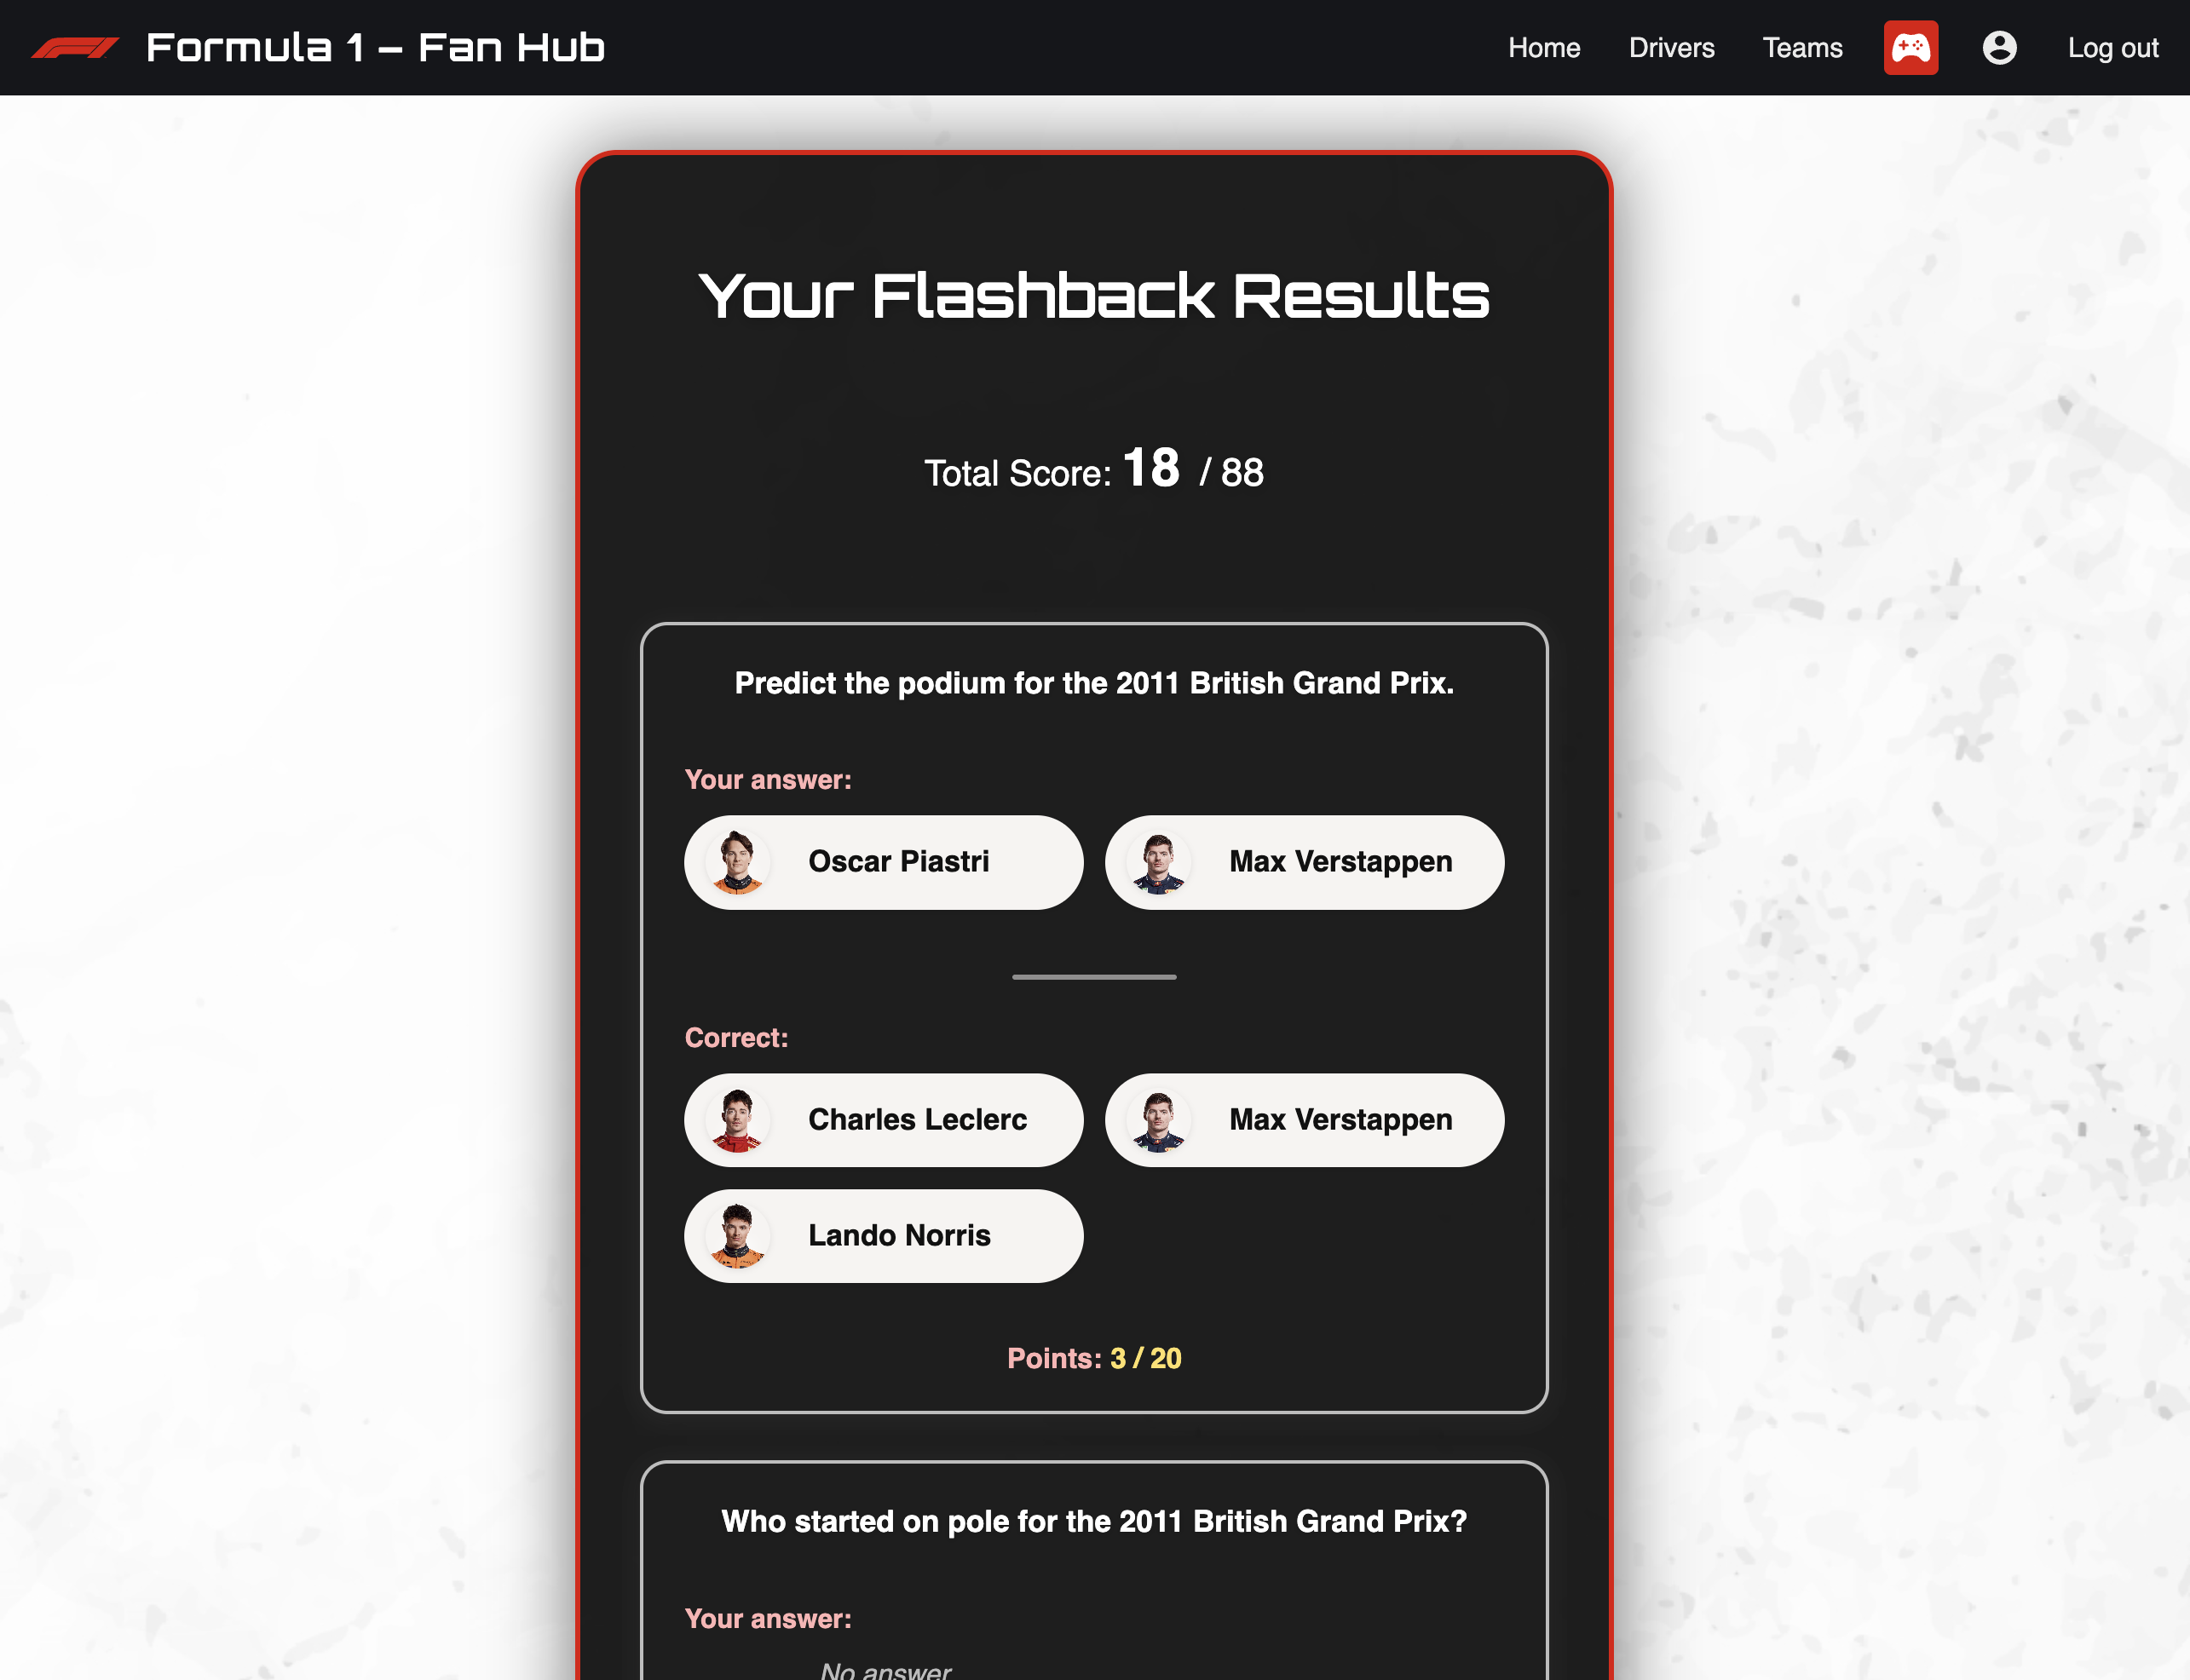 Formula 1 – Fan Hub
Home Drivers Teams Log out
Your Flashback Results
Total Score: 18 / 88
Predict the podium for the 2011 British Grand Prix.
Your answer:
Oscar Piastri Max Verstappen
Correct:
Charles Leclerc Max Verstappen
Lando Norris
Points: 3 / 20
Who started on pole for the 2011 British Grand Prix?
Your answer:
No answer